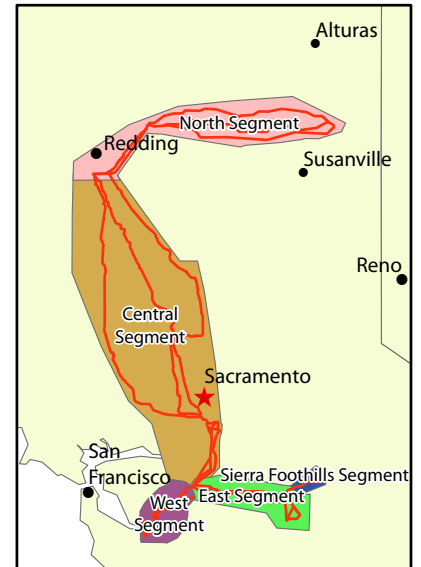 Alturas
North Segment
Redding
Susanville
Reno
Central
Segment
Sacramento
San
Francisco
Sierra Foothills Segment
East Segment
West
Segment